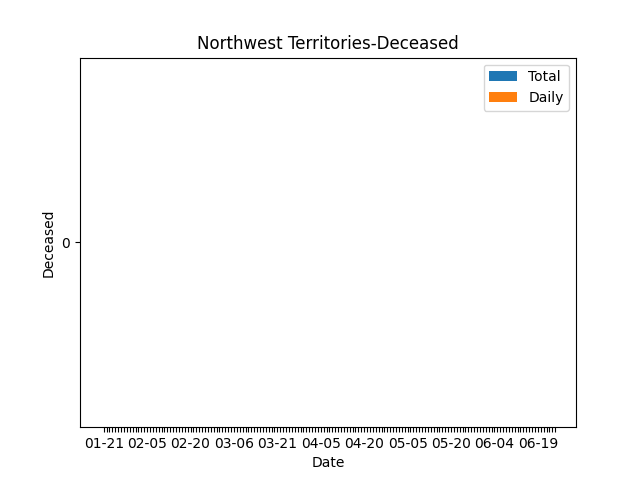 Northwest Territories-Deceased
Total
Daily
Deceased
0
01-21 02-05 02-20 03-06 03-21 04-05 04-20 05-05 05-20 06-04 06-19
Date